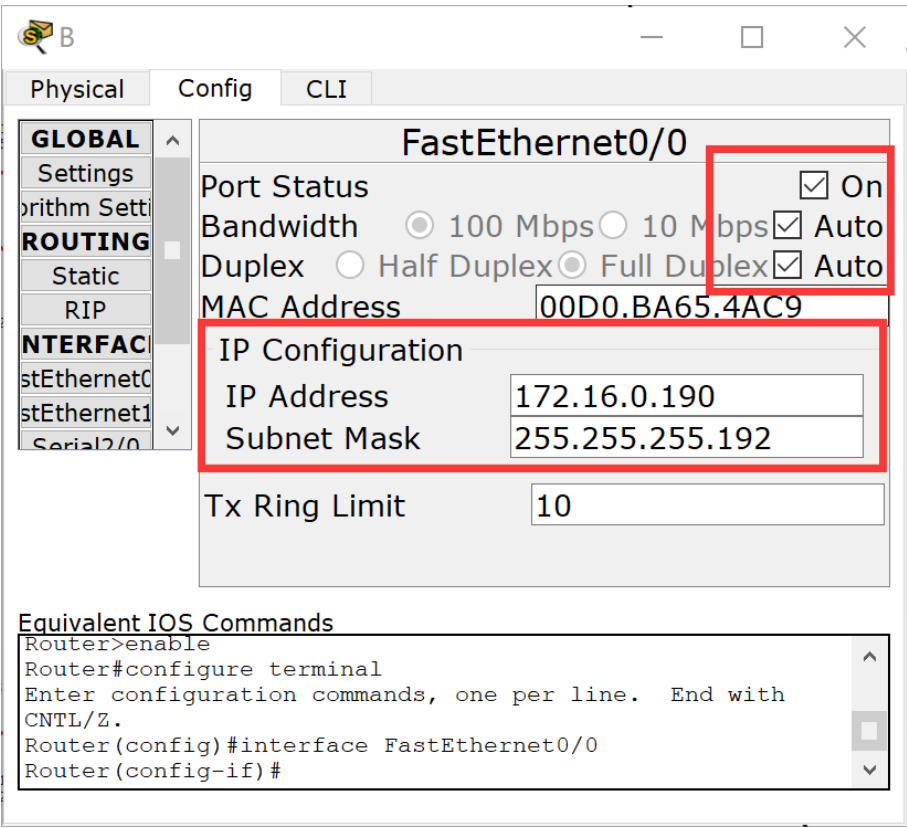 B
Physical
Config
CLI
GLOBAL
Settings
orithm Setti
ROUTING
Static
RIP
NTERFAC
stEthernet0
stEthernet1
Serial2/0
FastEthernet0/0
Port Status On
Bandwidth 100 Mbps 10 Mbps Auto
Duplex Half Duplex Full Duplex Auto
MAC Address 00D0.BA65.4AC9
IP Configuration
IP Address 172.16.0.190
Subnet Mask 255.255.255.192
Tx Ring Limit 10
Equivalent IOS Commands
Router>enable
Router#configure terminal
Enter configuration commands, one per line. End with
CNTL/Z.
Router(config)#interface FastEthernet0/0
Router(config-if)#